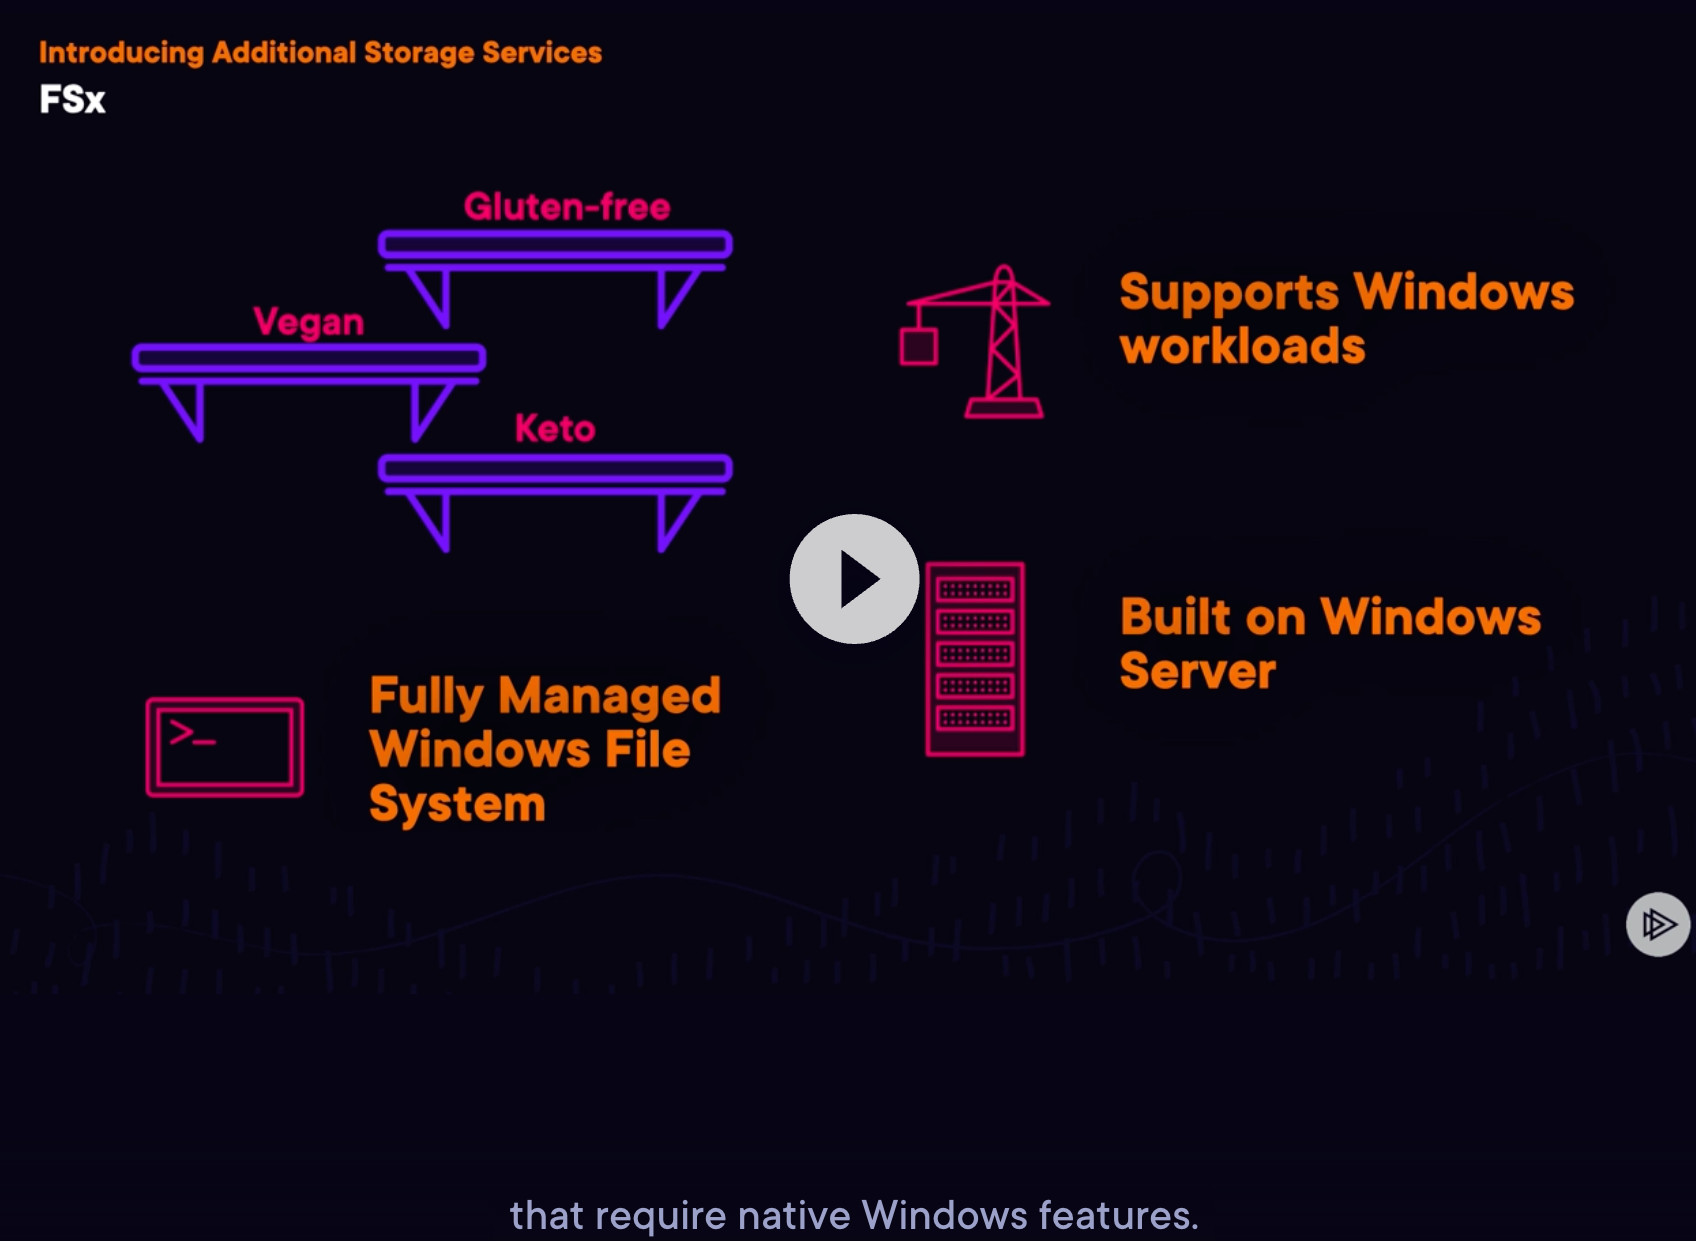 Introducing Additional Storage Services
FSx
Gluten-free
Vegan
Keto
Fully Managed
Windows File
System
Supports Windows
workloads
Built on Windows
Server
>_
that require native Windows features.